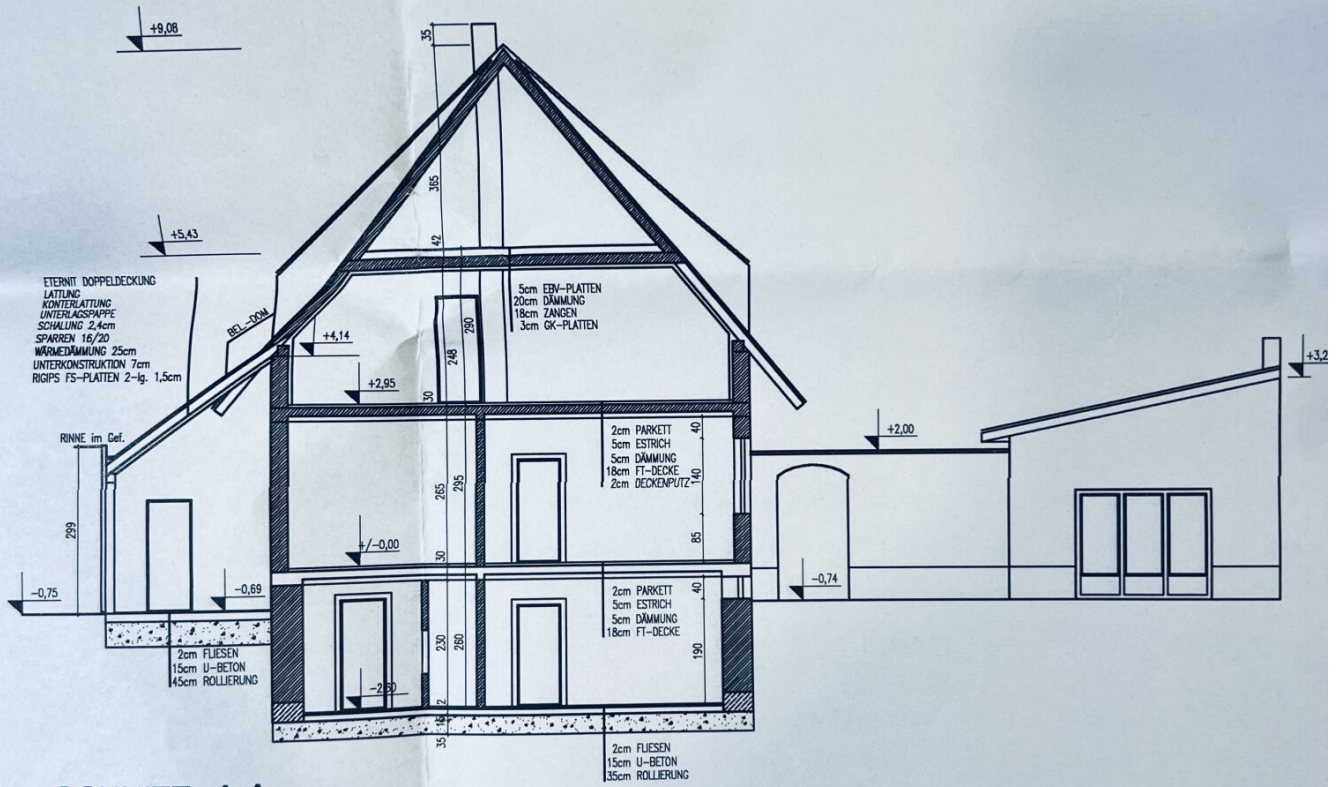 +9,08
35
365
+5,43
42
ETERNIT DOPPELDECKUNG
LATTUNG
KONTERLATTUNG
UNTERLAGSPAPPE
SCHALUNG 2,4cm
SPARREN 16/20
WÄRMEDÄMMUNG 25cm
UNTERKONSTRUKTION 7cm
RIGIPS FS-PLATTEN 2-lg. 1,5cm
BEL.-DOM
5cm EBV-PLATTEN
20cm DÄMMUNG
18cm ZANGEN
3cm GK-PLATTEN
+4,14
290
248
+2,95
30
+3,2
RINNE im Gef.
299
2cm PARKETT
5cm ESTRICH
5cm DÄMMUNG
18cm FT-DECKE
2cm DECKENPUTZ
40
140
85
+2,00
265
295
+/-0,00
30
-0,75
-0,69
-0,74
2cm PARKETT
5cm ESTRICH
5cm DÄMMUNG
18cm FT-DECKE
40
190
230
260
2cm FLIESEN
15cm U-BETON
45cm ROLLIERUNG
-2,60
2
35
2cm FLIESEN
15cm U-BETON
35cm ROLLIERUNG